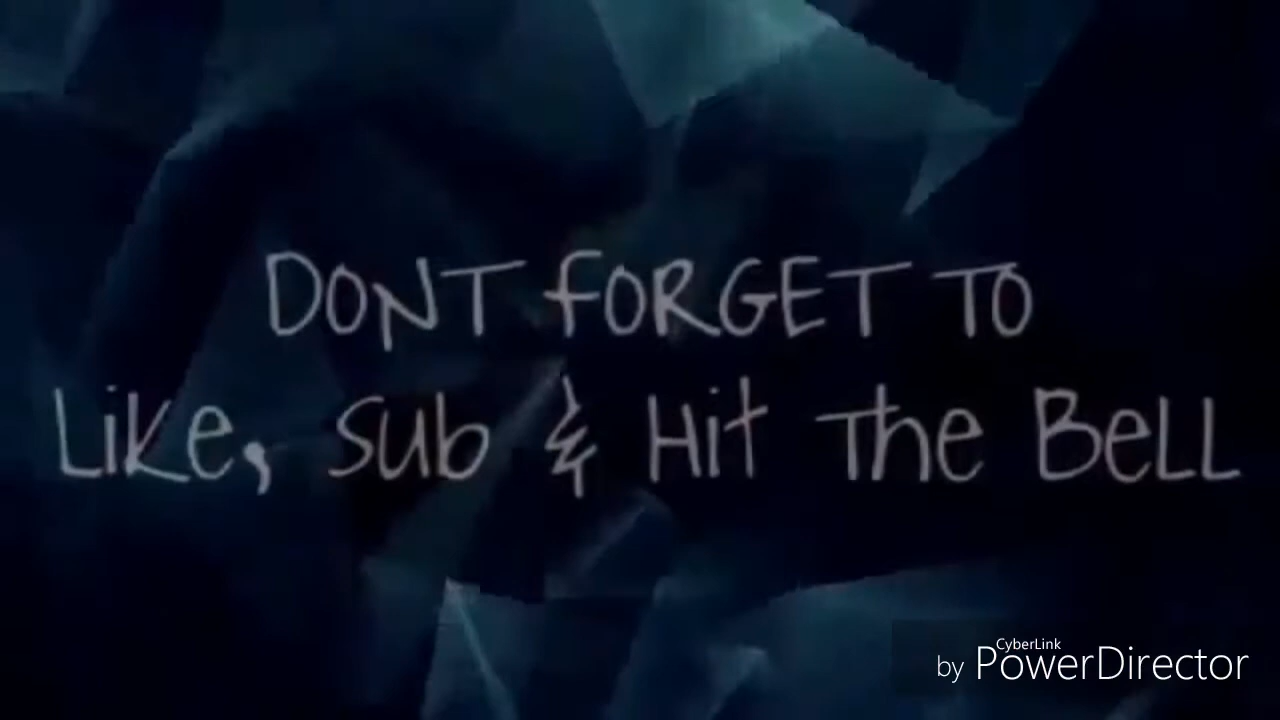 DONT FORGET TO
Like, Sub & Hit The Bell
CyberLink
by PowerDirector